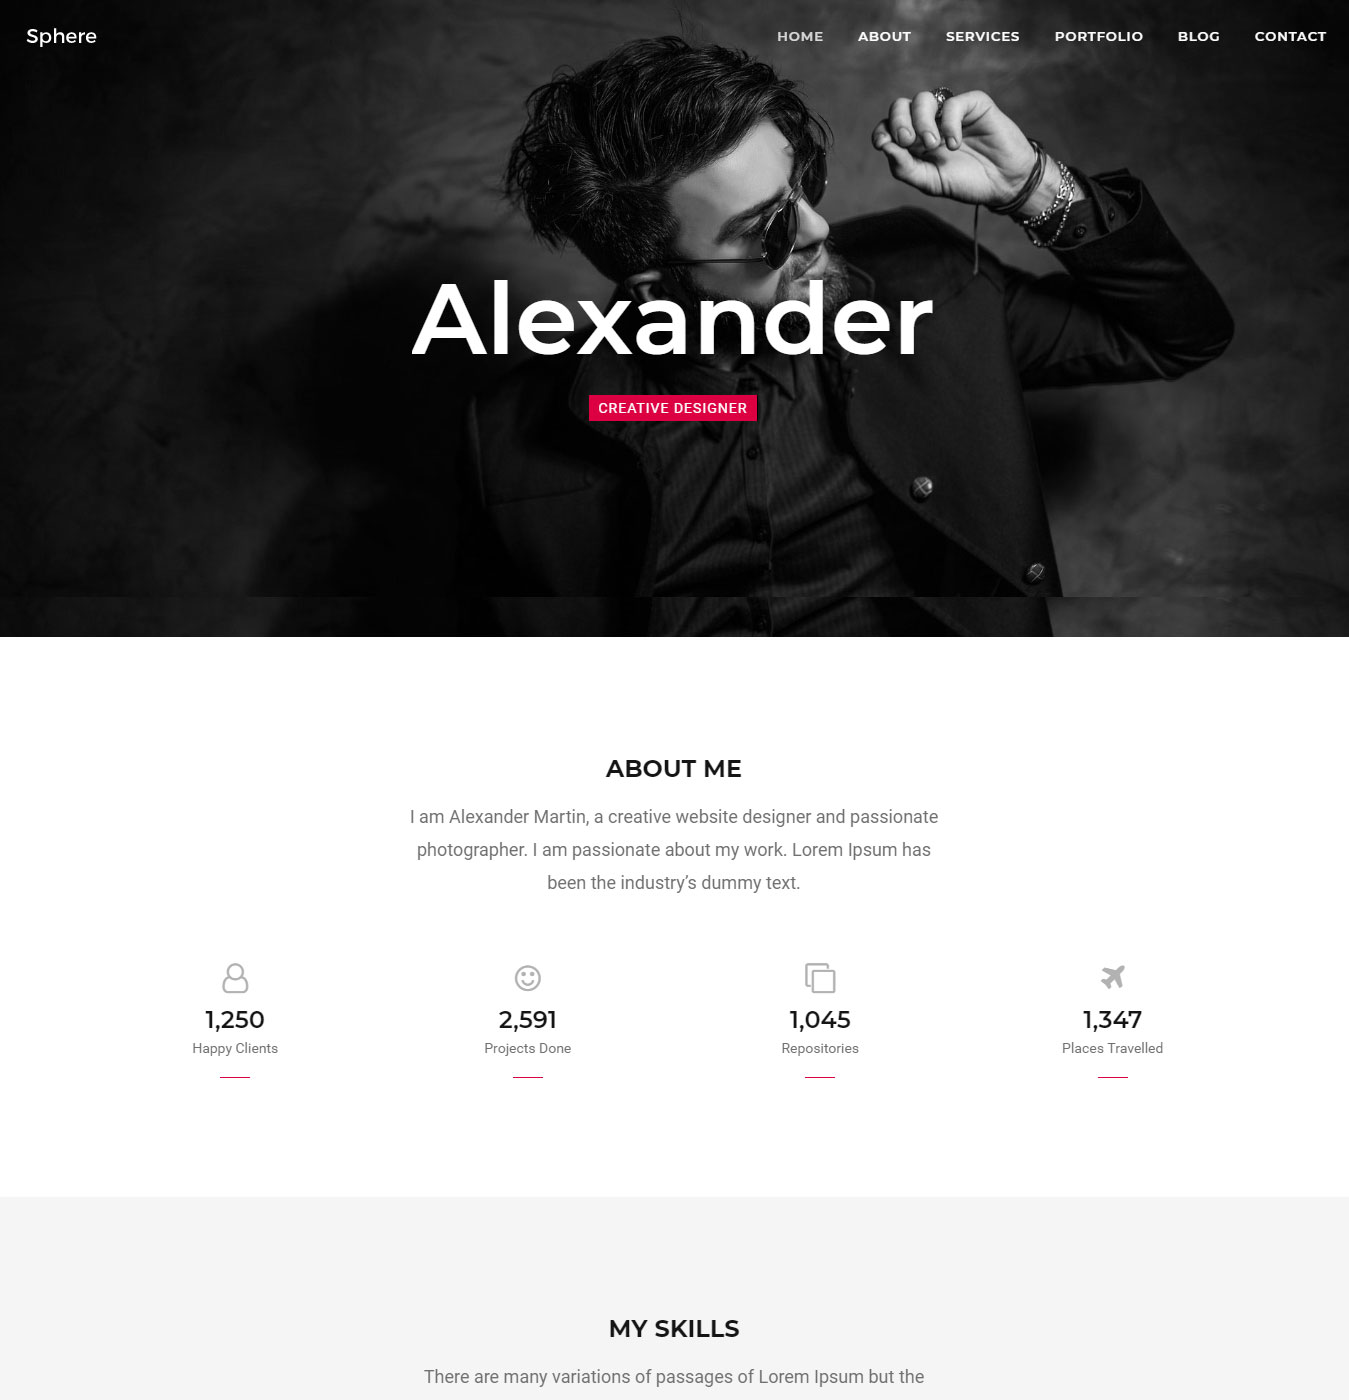 Sphere
HOME ABOUT SERVICES PORTFOLIO BLOG CONTACT
Alexander
CREATIVE DESIGNER
ABOUT ME
I am Alexander Martin, a creative website designer and passionate
photographer. I am passionate about my work. Lorem Ipsum has
been the industry’s dummy text.
1,250
Happy Clients
2,591
Projects Done
1,045
Repositories
1,347
Places Travelled
MY SKILLS
There are many variations of passages of Lorem Ipsum but the